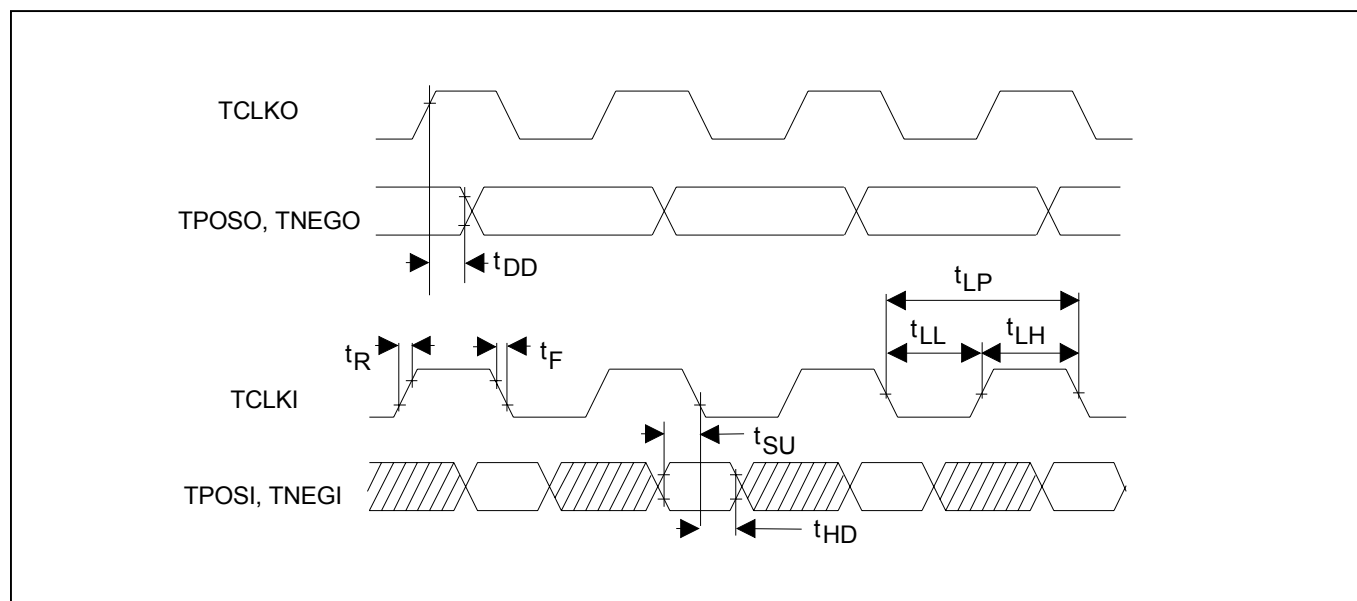 TCLKO
TPOSO, TNEGO
tDD
tLP
tLL
tLH
tR
tF
TCLKI
tSU
TPOSI, TNEGI
tHD